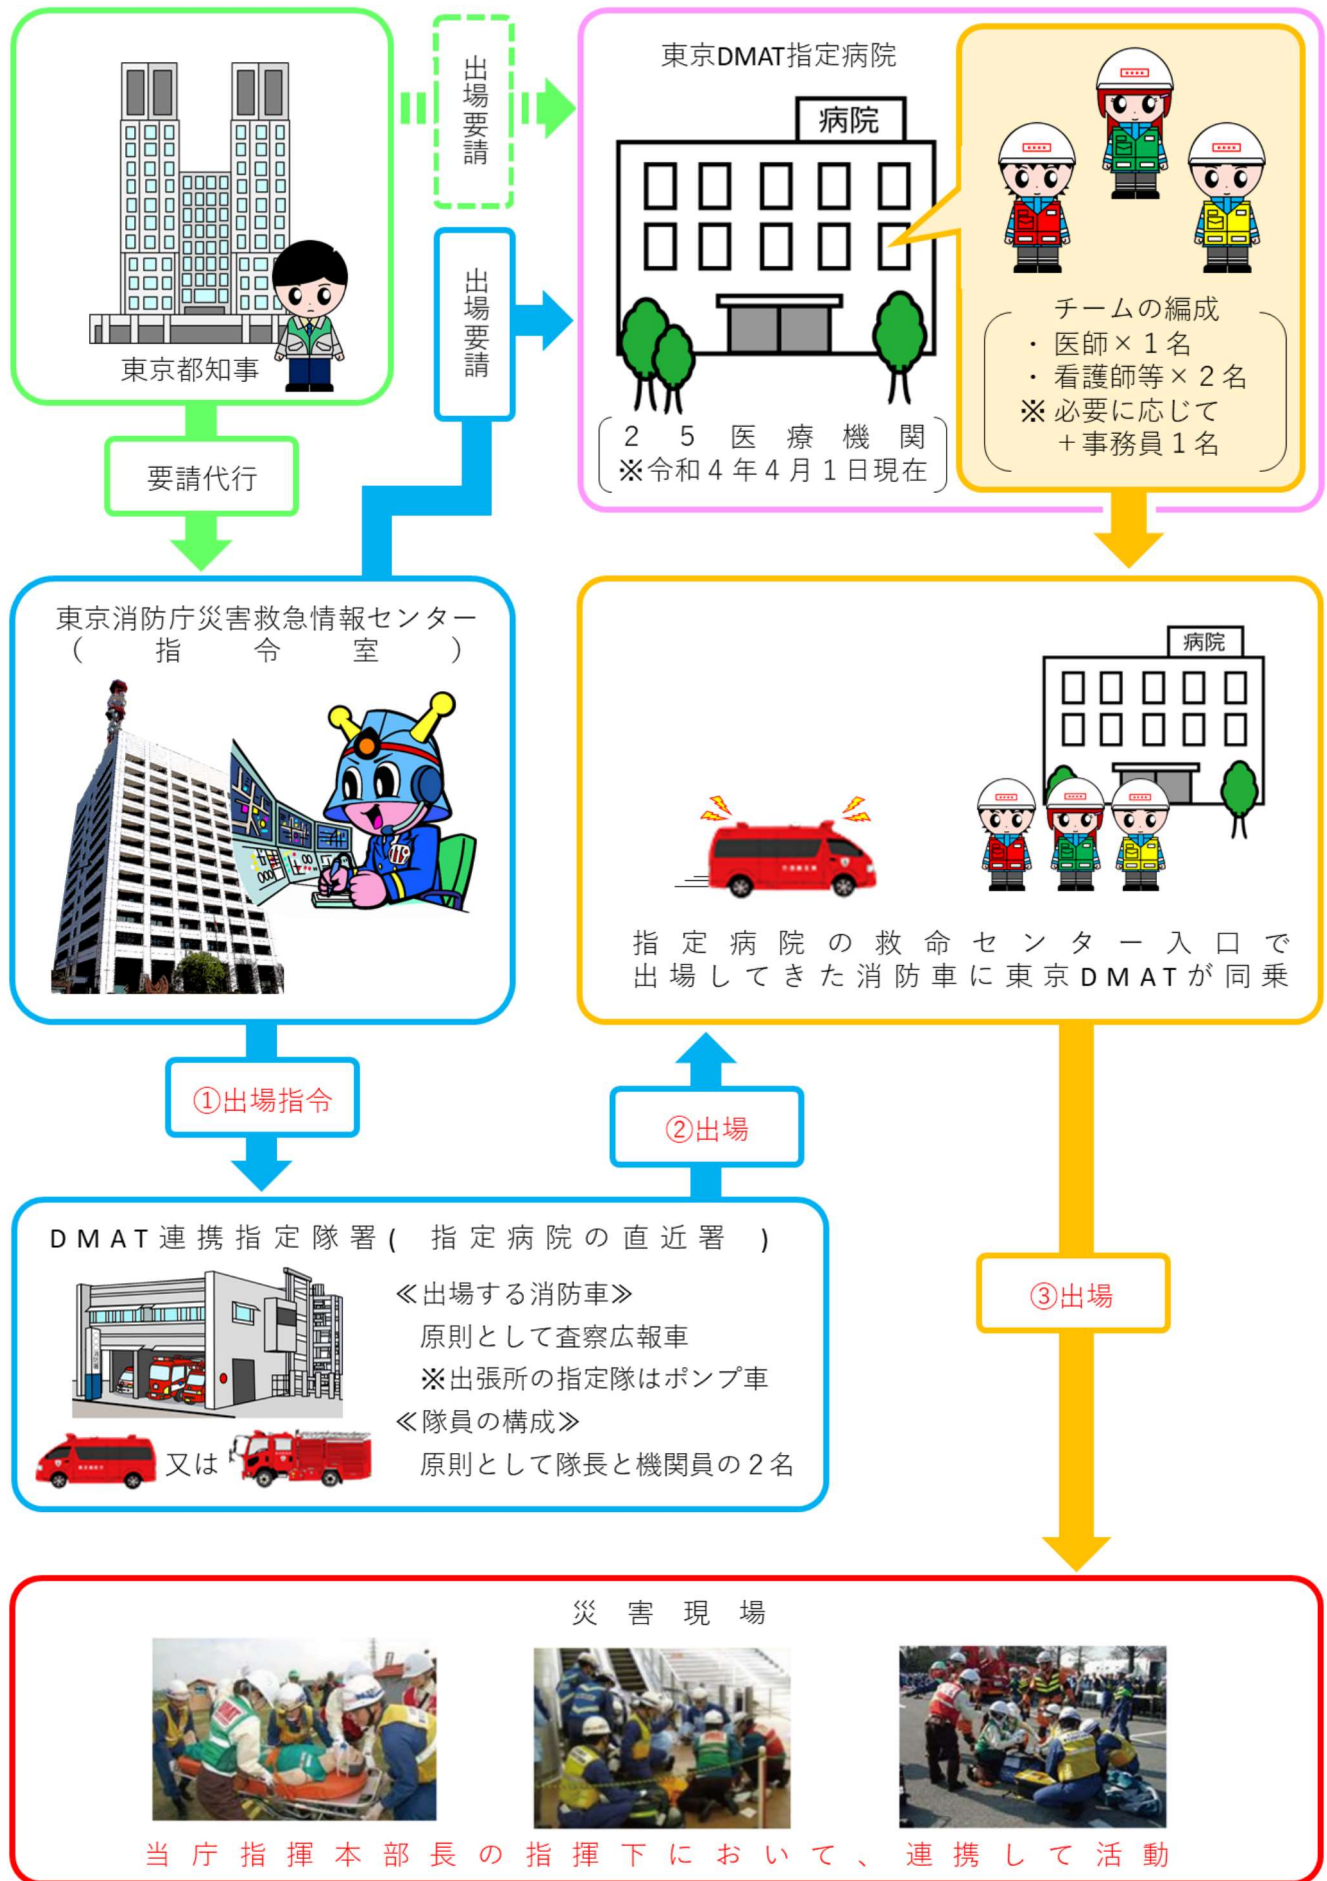 東京都知事
出場要請
出場要請
要請代行
東京DMAT指定病院
病院
25医療機関
※令和4年4月1日現在
チームの編成
・医師×1名
・看護師等×2名
※必要に応じて
＋事務員1名
東京消防庁災害救急情報センター
（指令室）
119
病院
指定病院の救命センター入口で
出場してきた消防車に東京DMATが同乗
①出場指令
②出場
③出場
DMAT連携指定隊署(指定病院の直近署)
≪出場する消防車≫
原則として査察広報車
※出張所の指定隊はポンプ車
≪隊員の構成≫
原則として隊長と機関員の2名
又は
災害現場
当庁指揮本部長の指揮下において、連携して活動